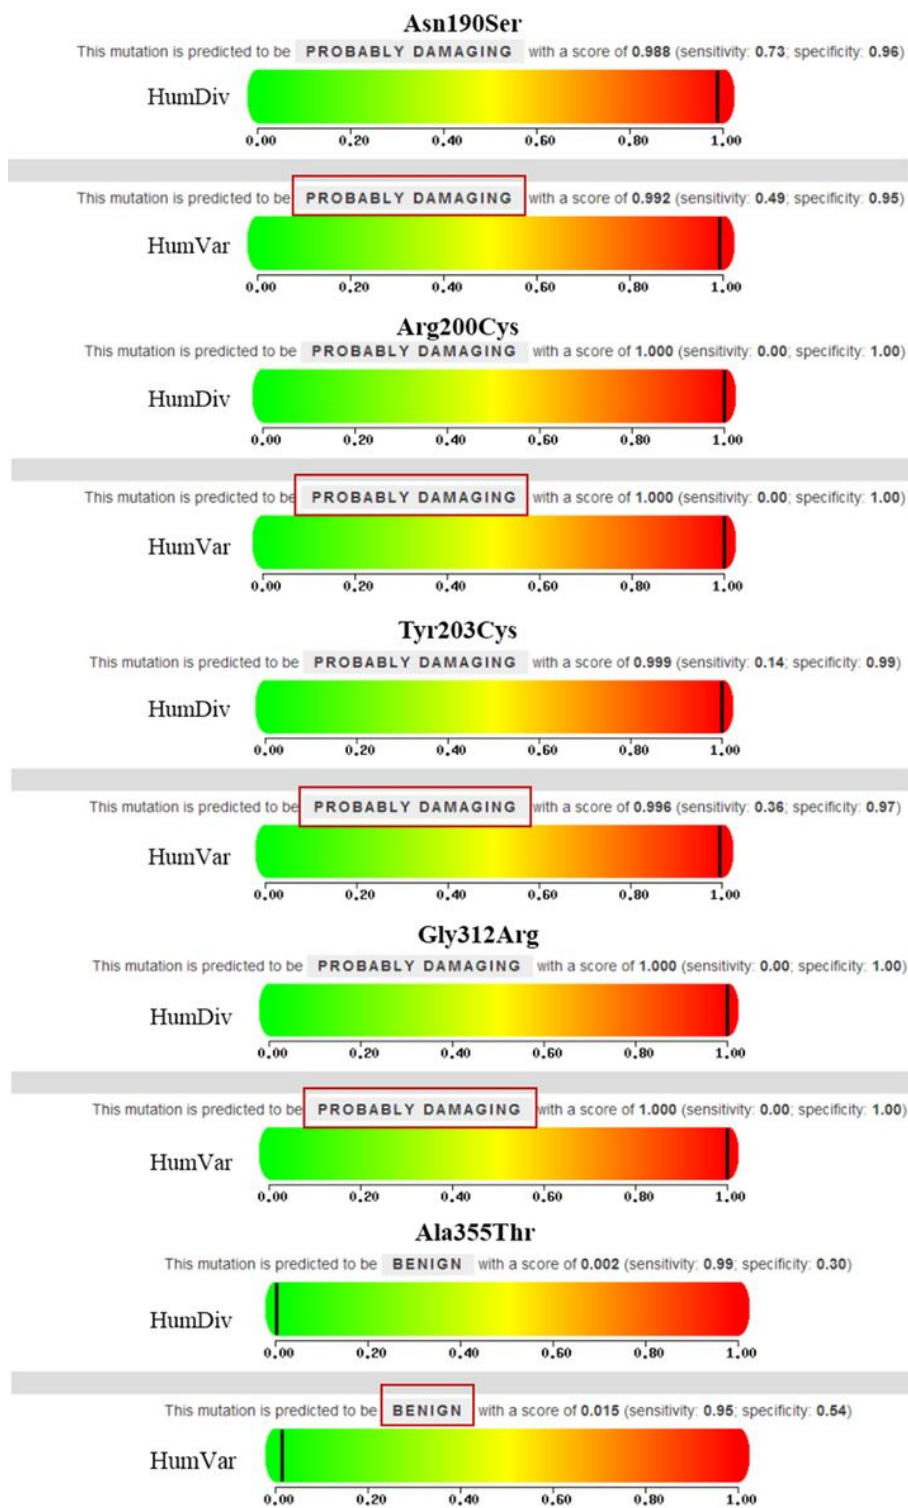 Asn190Ser
This mutation is predicted to be PROBABLY DAMAGING with a score of 0.988 (sensitivity: 0.73; specificity: 0.96)
HumDiv
0.00 0.20 0.40 0.60 0.80 1.00
This mutation is predicted to be PROBABLY DAMAGING with a score of 0.992 (sensitivity: 0.49; specificity: 0.95)
HumVar
0.00 0.20 0.40 0.60 0.80 1.00
Arg200Cys
This mutation is predicted to be PROBABLY DAMAGING with a score of 1.000 (sensitivity: 0.00; specificity: 1.00)
HumDiv
0.00 0.20 0.40 0.60 0.80 1.00
This mutation is predicted to be PROBABLY DAMAGING with a score of 1.000 (sensitivity: 0.00; specificity: 1.00)
HumVar
0.00 0.20 0.40 0.60 0.80 1.00
Tyr203Cys
This mutation is predicted to be PROBABLY DAMAGING with a score of 0.999 (sensitivity: 0.14; specificity: 0.99)
HumDiv
0.00 0.20 0.40 0.60 0.80 1.00
This mutation is predicted to be PROBABLY DAMAGING with a score of 0.996 (sensitivity: 0.36; specificity: 0.97)
HumVar
0.00 0.20 0.40 0.60 0.80 1.00
Gly312Arg
This mutation is predicted to be PROBABLY DAMAGING with a score of 1.000 (sensitivity: 0.00; specificity: 1.00)
HumDiv
0.00 0.20 0.40 0.60 0.80 1.00
This mutation is predicted to be PROBABLY DAMAGING with a score of 1.000 (sensitivity: 0.00; specificity: 1.00)
HumVar
0.00 0.20 0.40 0.60 0.80 1.00
Ala355Thr
This mutation is predicted to be BENIGN with a score of 0.002 (sensitivity: 0.99; specificity: 0.30)
HumDiv
0.00 0.20 0.40 0.60 0.80 1.00
This mutation is predicted to be BENIGN with a score of 0.015 (sensitivity: 0.95; specificity: 0.54)
HumVar
0.00 0.20 0.40 0.60 0.80 1.00